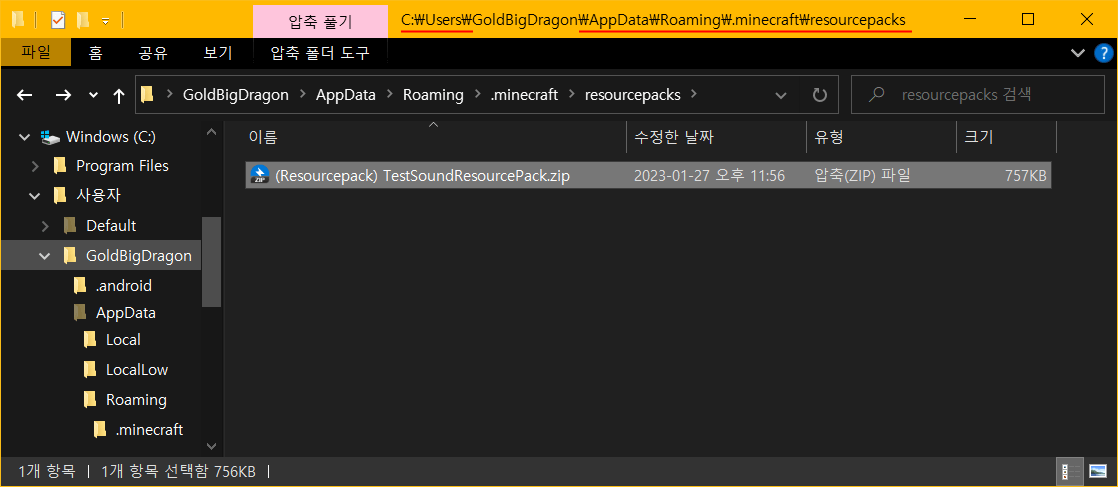 압축 풀기
C:₩Users₩GoldBigDragon₩AppData₩Roaming₩.minecraft₩resourcepacks
파일 홈 공유 보기 압축 폴더 도구
GoldBigDragon AppData Roaming .minecraft resourcepacks
resourcepacks 검색
Windows (C:)
Program Files
사용자
Default
GoldBigDragon
.android
AppData
Local
LocalLow
Roaming
.minecraft
이름 수정한 날짜 유형 크기
ZIP (Resourcepack) TestSoundResourcePack.zip 2023-01-27 오후 11:56 압축(ZIP) 파일 757KB
1개 항목 1개 항목 선택함 756KB